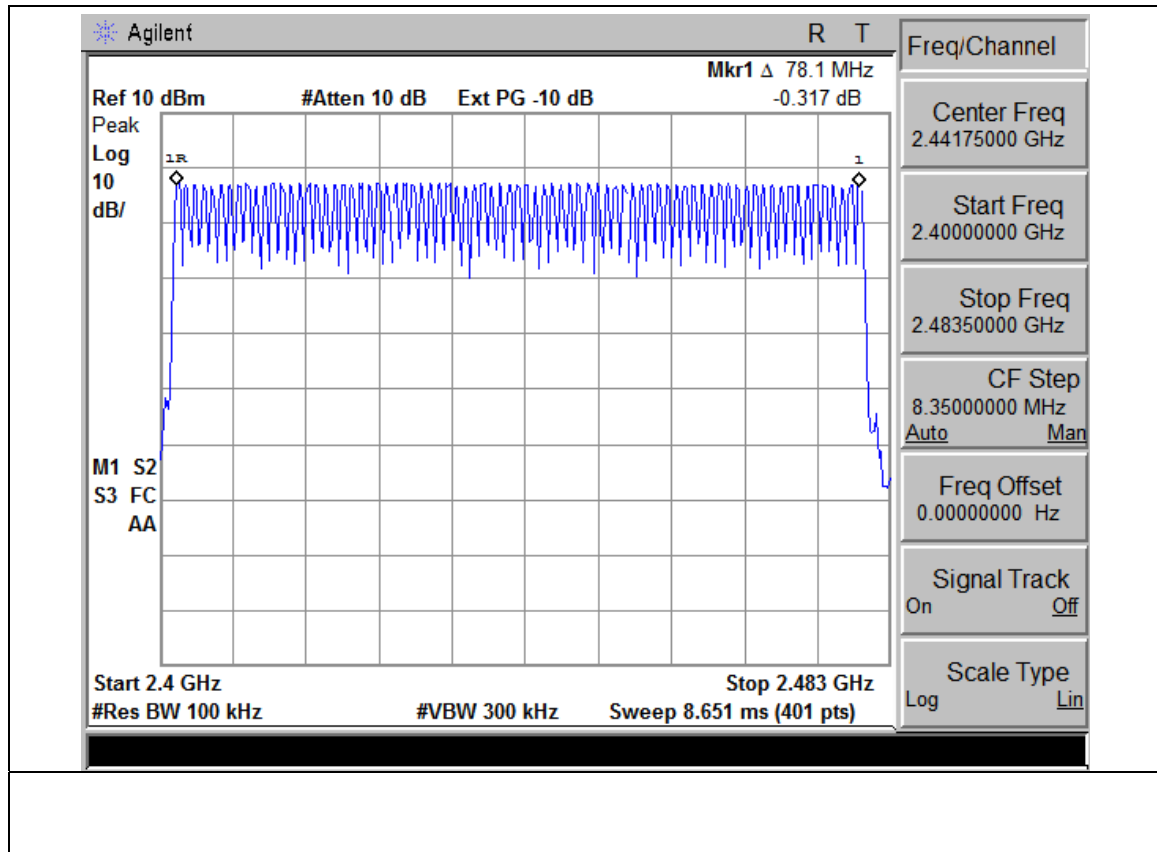 Agilent
R T
Mkr1 Δ 78.1 MHz
Ref 10 dBm #Atten 10 dB Ext PG -10 dB -0.317 dB
Peak
Log
10
dB/
1R
1
M1 S2
S3 FC
AA
Start 2.4 GHz Stop 2.483 GHz
#Res BW 100 kHz #VBW 300 kHz Sweep 8.651 ms (401 pts)
Freq/Channel
Center Freq
2.44175000 GHz
Start Freq
2.40000000 GHz
Stop Freq
2.48350000 GHz
CF Step
8.35000000 MHz
Auto Man
Freq Offset
0.00000000 Hz
Signal Track
On Off
Scale Type
Log Lin